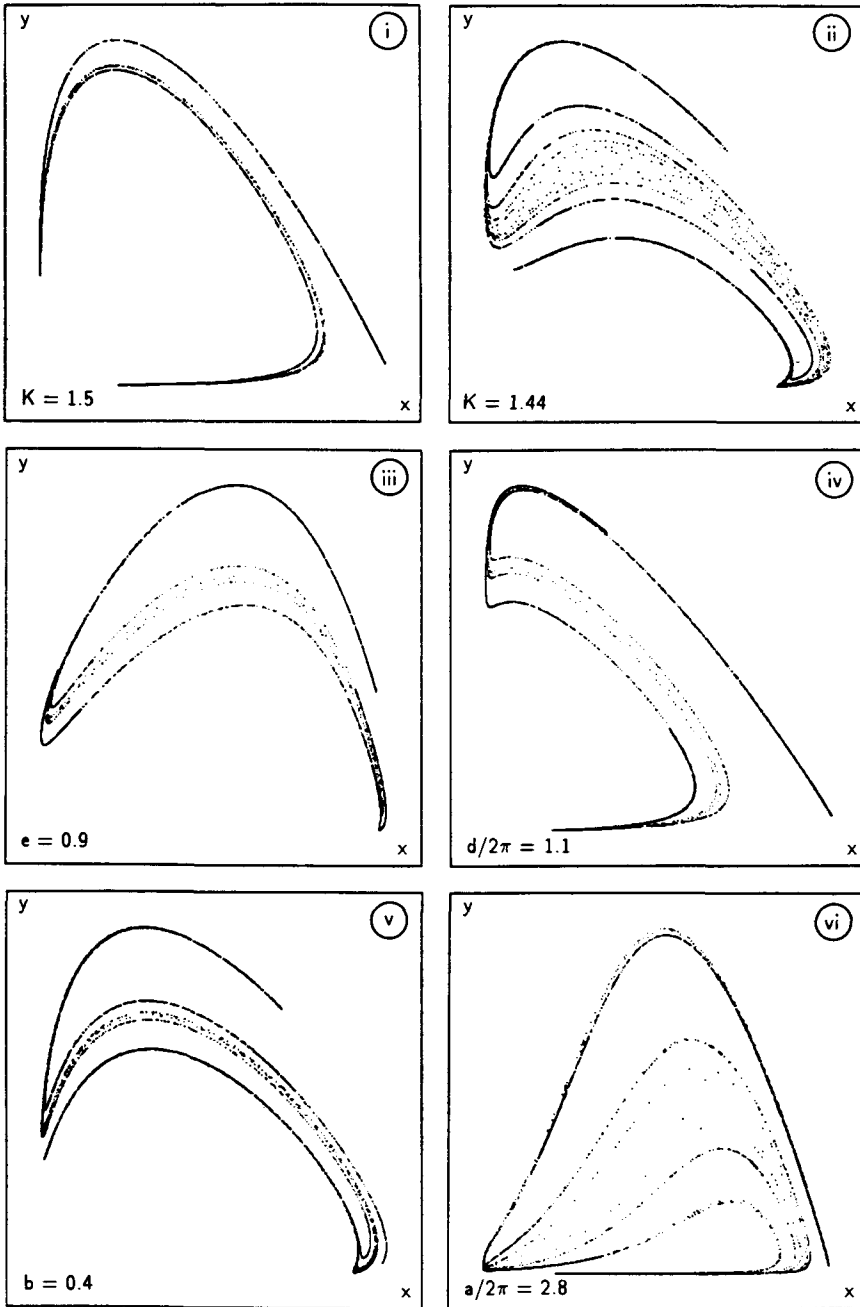 y
i
K = 1.5
x
y
ii
K = 1.44
x
y
iii
e = 0.9
x
y
iv
d/2π = 1.1
x
y
v
b = 0.4
x
y
vi
a/2π = 2.8
x